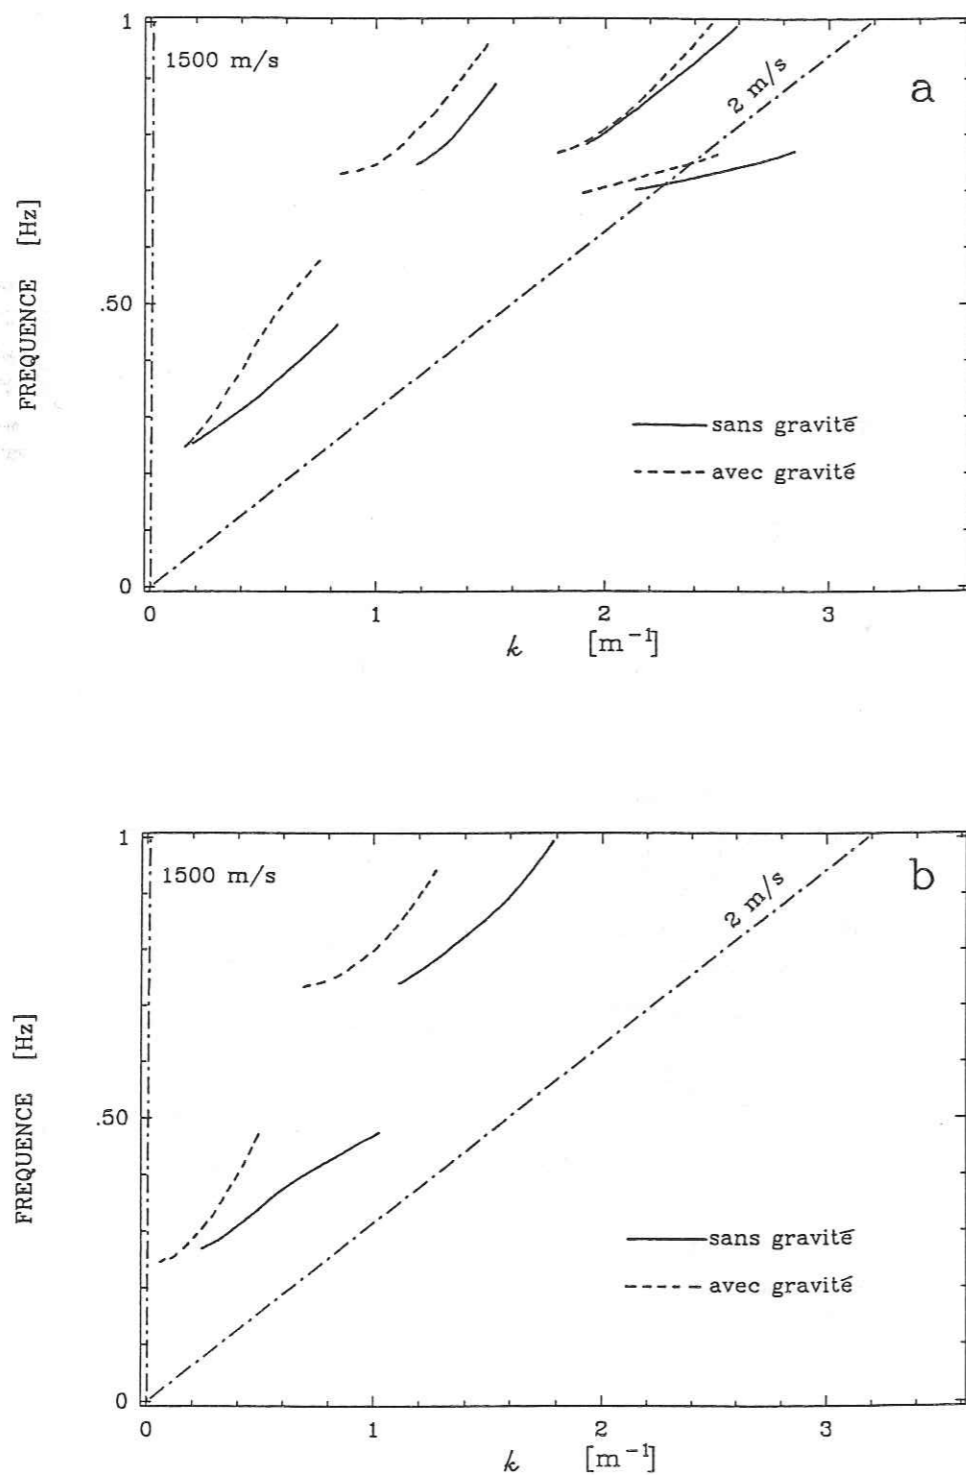 1
1500 m/s
2 m/s
a
FREQUENCE [Hz]
.50
sans gravité
avec gravité
0
0 1 2 3
k [m⁻¹]
1
1500 m/s
2 m/s
b
FREQUENCE [Hz]
.50
sans gravité
avec gravité
0
0 1 2 3
k [m⁻¹]